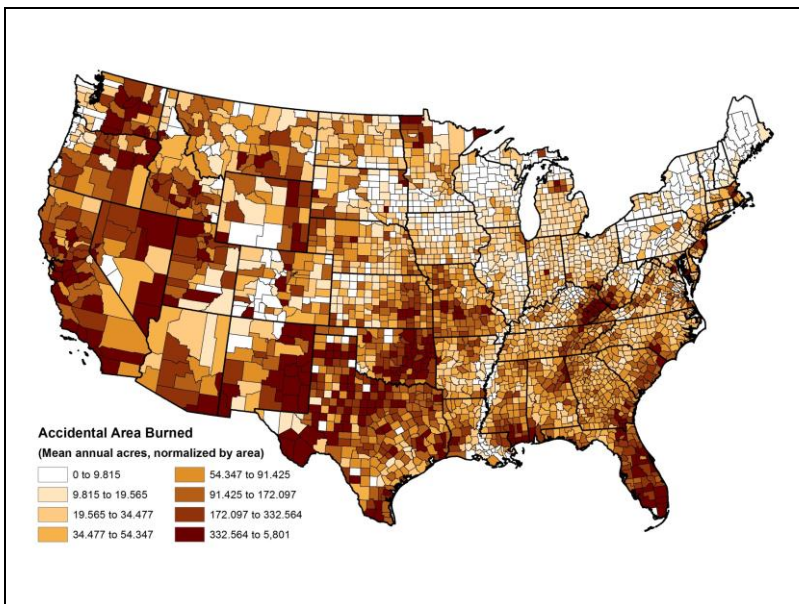 Accidental Area Burned
(Mean annual acres, normalized by area)
0 to 9.815
9.815 to 19.565
19.565 to 34.477
34.477 to 54.347
54.347 to 91.425
91.425 to 172.097
172.097 to 332.564
332.564 to 5,801